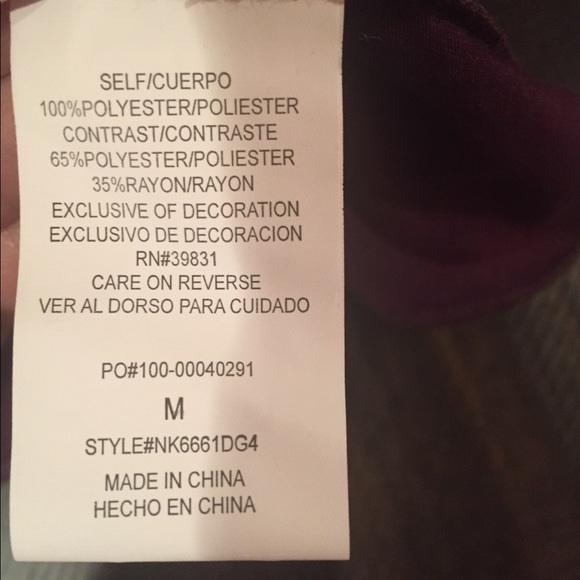 SELF/CUERPO
100%POLYESTER/POLIESTER
CONTRAST/CONTRASTE
65%POLYESTER/POLIESTER
35%RAYON/RAYON
EXCLUSIVE OF DECORATION
EXCLUSIVO DE DECORACION
RN#39831
CARE ON REVERSE
VER AL DORSO PARA CUIDADO
PO#100-00040291
M
STYLE#NK6661DG4
MADE IN CHINA
HECHO EN CHINA